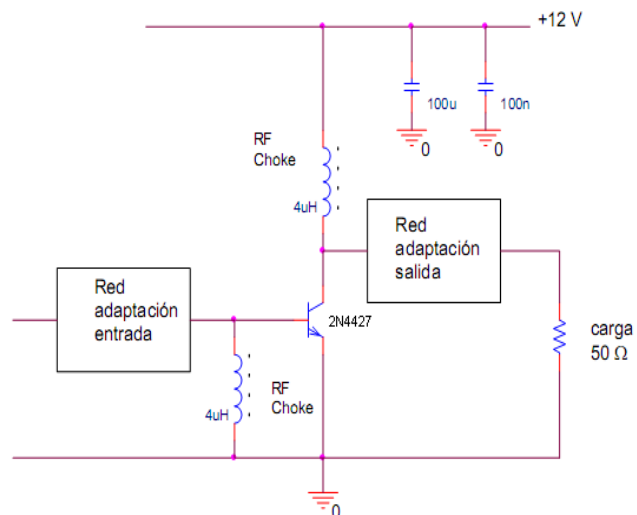 +12 V
100u
100n
0
0
RF
Choke
4uH
Red
adaptación
salida
Red
adaptación
entrada
2N4427
carga
50 Ω
4uH
RF
Choke
0